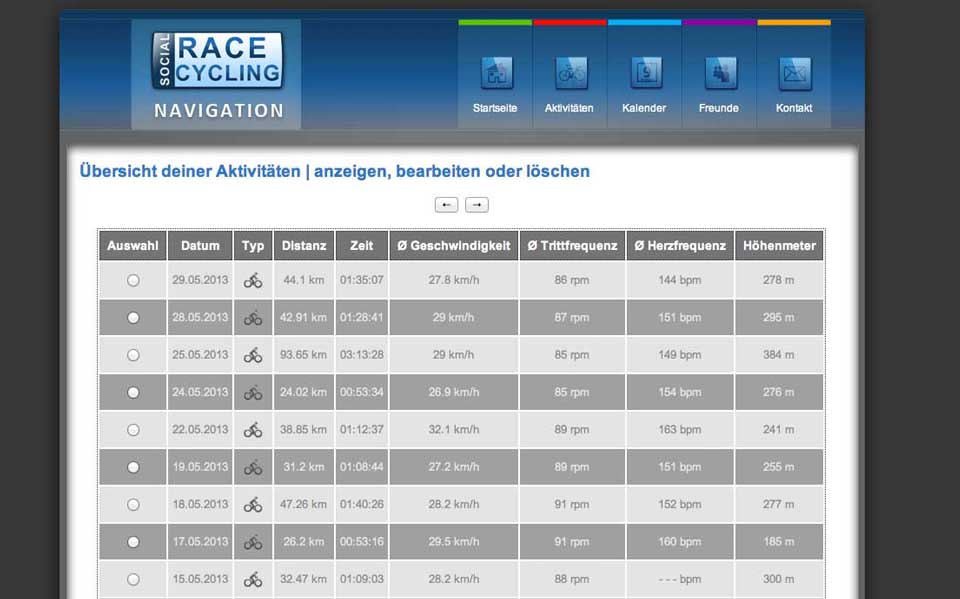 SOCIAL RACE CYCLING
NAVIGATION
Startseite Aktivitäten Kalender Freunde Kontakt
Übersicht deiner Aktivitäten | anzeigen, bearbeiten oder löschen
← →
Auswahl Datum Typ Distanz Zeit Ø Geschwindigkeit Ø Trittfrequenz Ø Herzfrequenz Höhenmeter
29.05.2013 44.1 km 01:35:07 27.8 km/h 86 rpm 144 bpm 278 m
28.05.2013 42.91 km 01:28:41 29 km/h 87 rpm 151 bpm 295 m
25.05.2013 93.65 km 03:13:28 29 km/h 85 rpm 149 bpm 384 m
24.05.2013 24.02 km 00:53:34 26.9 km/h 85 rpm 154 bpm 276 m
22.05.2013 38.85 km 01:12:37 32.1 km/h 89 rpm 163 bpm 241 m
19.05.2013 31.2 km 01:08:44 27.2 km/h 89 rpm 151 bpm 255 m
18.05.2013 47.26 km 01:40:26 28.2 km/h 91 rpm 152 bpm 277 m
17.05.2013 26.2 km 00:53:16 29.5 km/h 91 rpm 160 bpm 185 m
15.05.2013 32.47 km 01:09:03 28.2 km/h 88 rpm - - - bpm 300 m